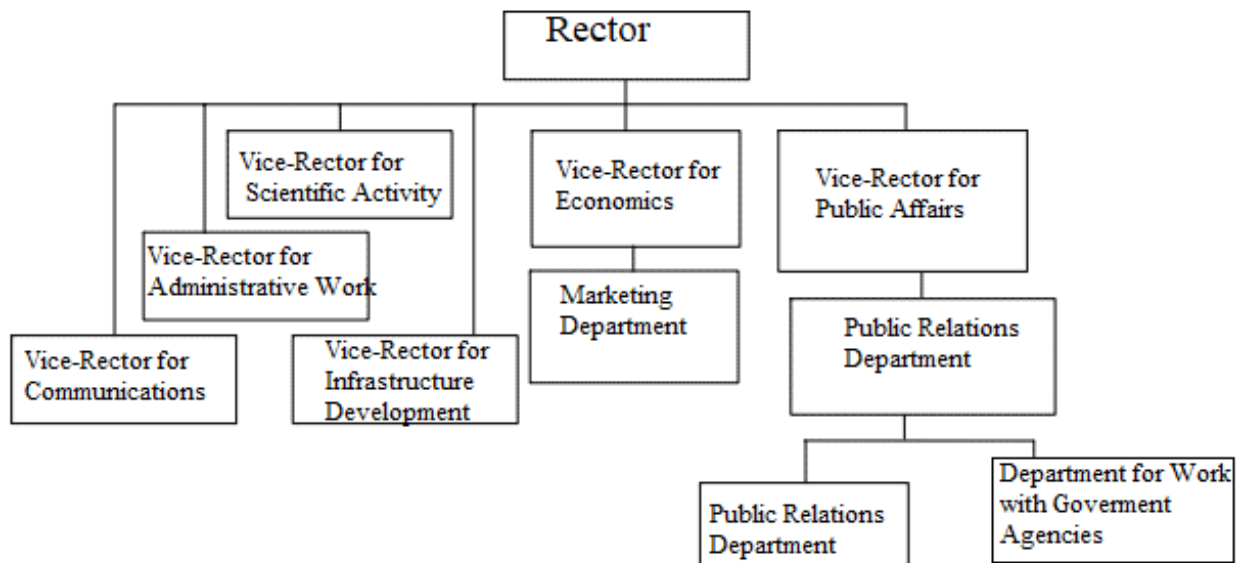 Rector
Vice-Rector for
Scientific Activity
Vice-Rector for
Economics
Vice-Rector for
Public Affairs
Vice-Rector for
Administrative Work
Marketing
Department
Public Relations
Department
Vice-Rector for
Communications
Vice-Rector for
Infrastructure
Development
Public Relations
Department
Department for Work
with Goverment
Agencies